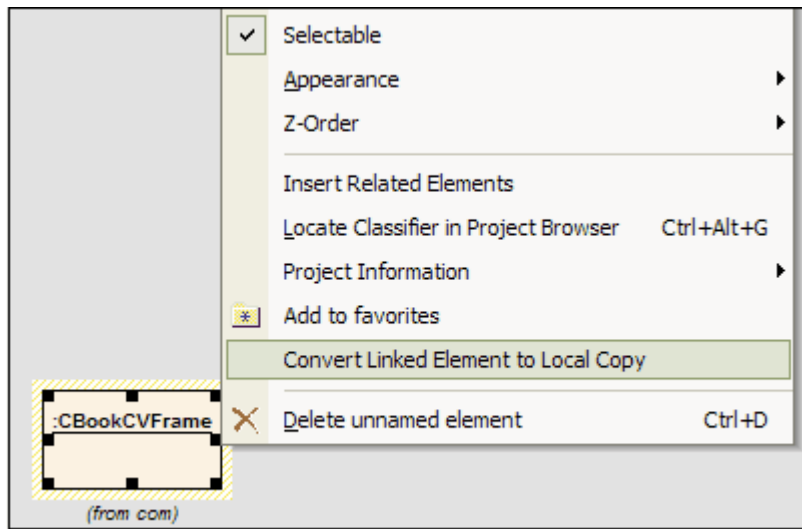 Selectable
Appearance
Z-Order
Insert Related Elements
Locate Classifier in Project Browser Ctrl+Alt+G
Project Information
Add to favorites
Convert Linked Element to Local Copy
:CBookCVFrame
Delete unnamed element Ctrl+D
(from com)